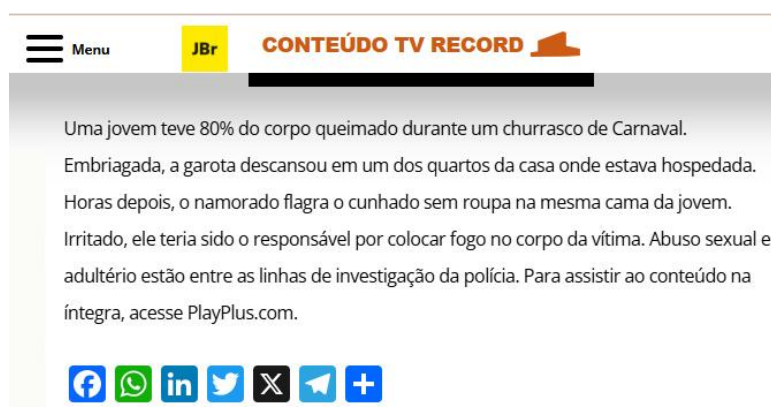 Menu
JBr
CONTEÚDO TV RECORD
Uma jovem teve 80% do corpo queimado durante um churrasco de Carnaval.
Embriagada, a garota descansou em um dos quartos da casa onde estava hospedada.
Horas depois, o namorado flagra o cunhado sem roupa na mesma cama da jovem.
Irritado, ele teria sido o responsável por colocar fogo no corpo da vítima. Abuso sexual e
adultério estão entre as linhas de investigação da polícia. Para assistir ao conteúdo na
íntegra, acesse PlayPlus.com.